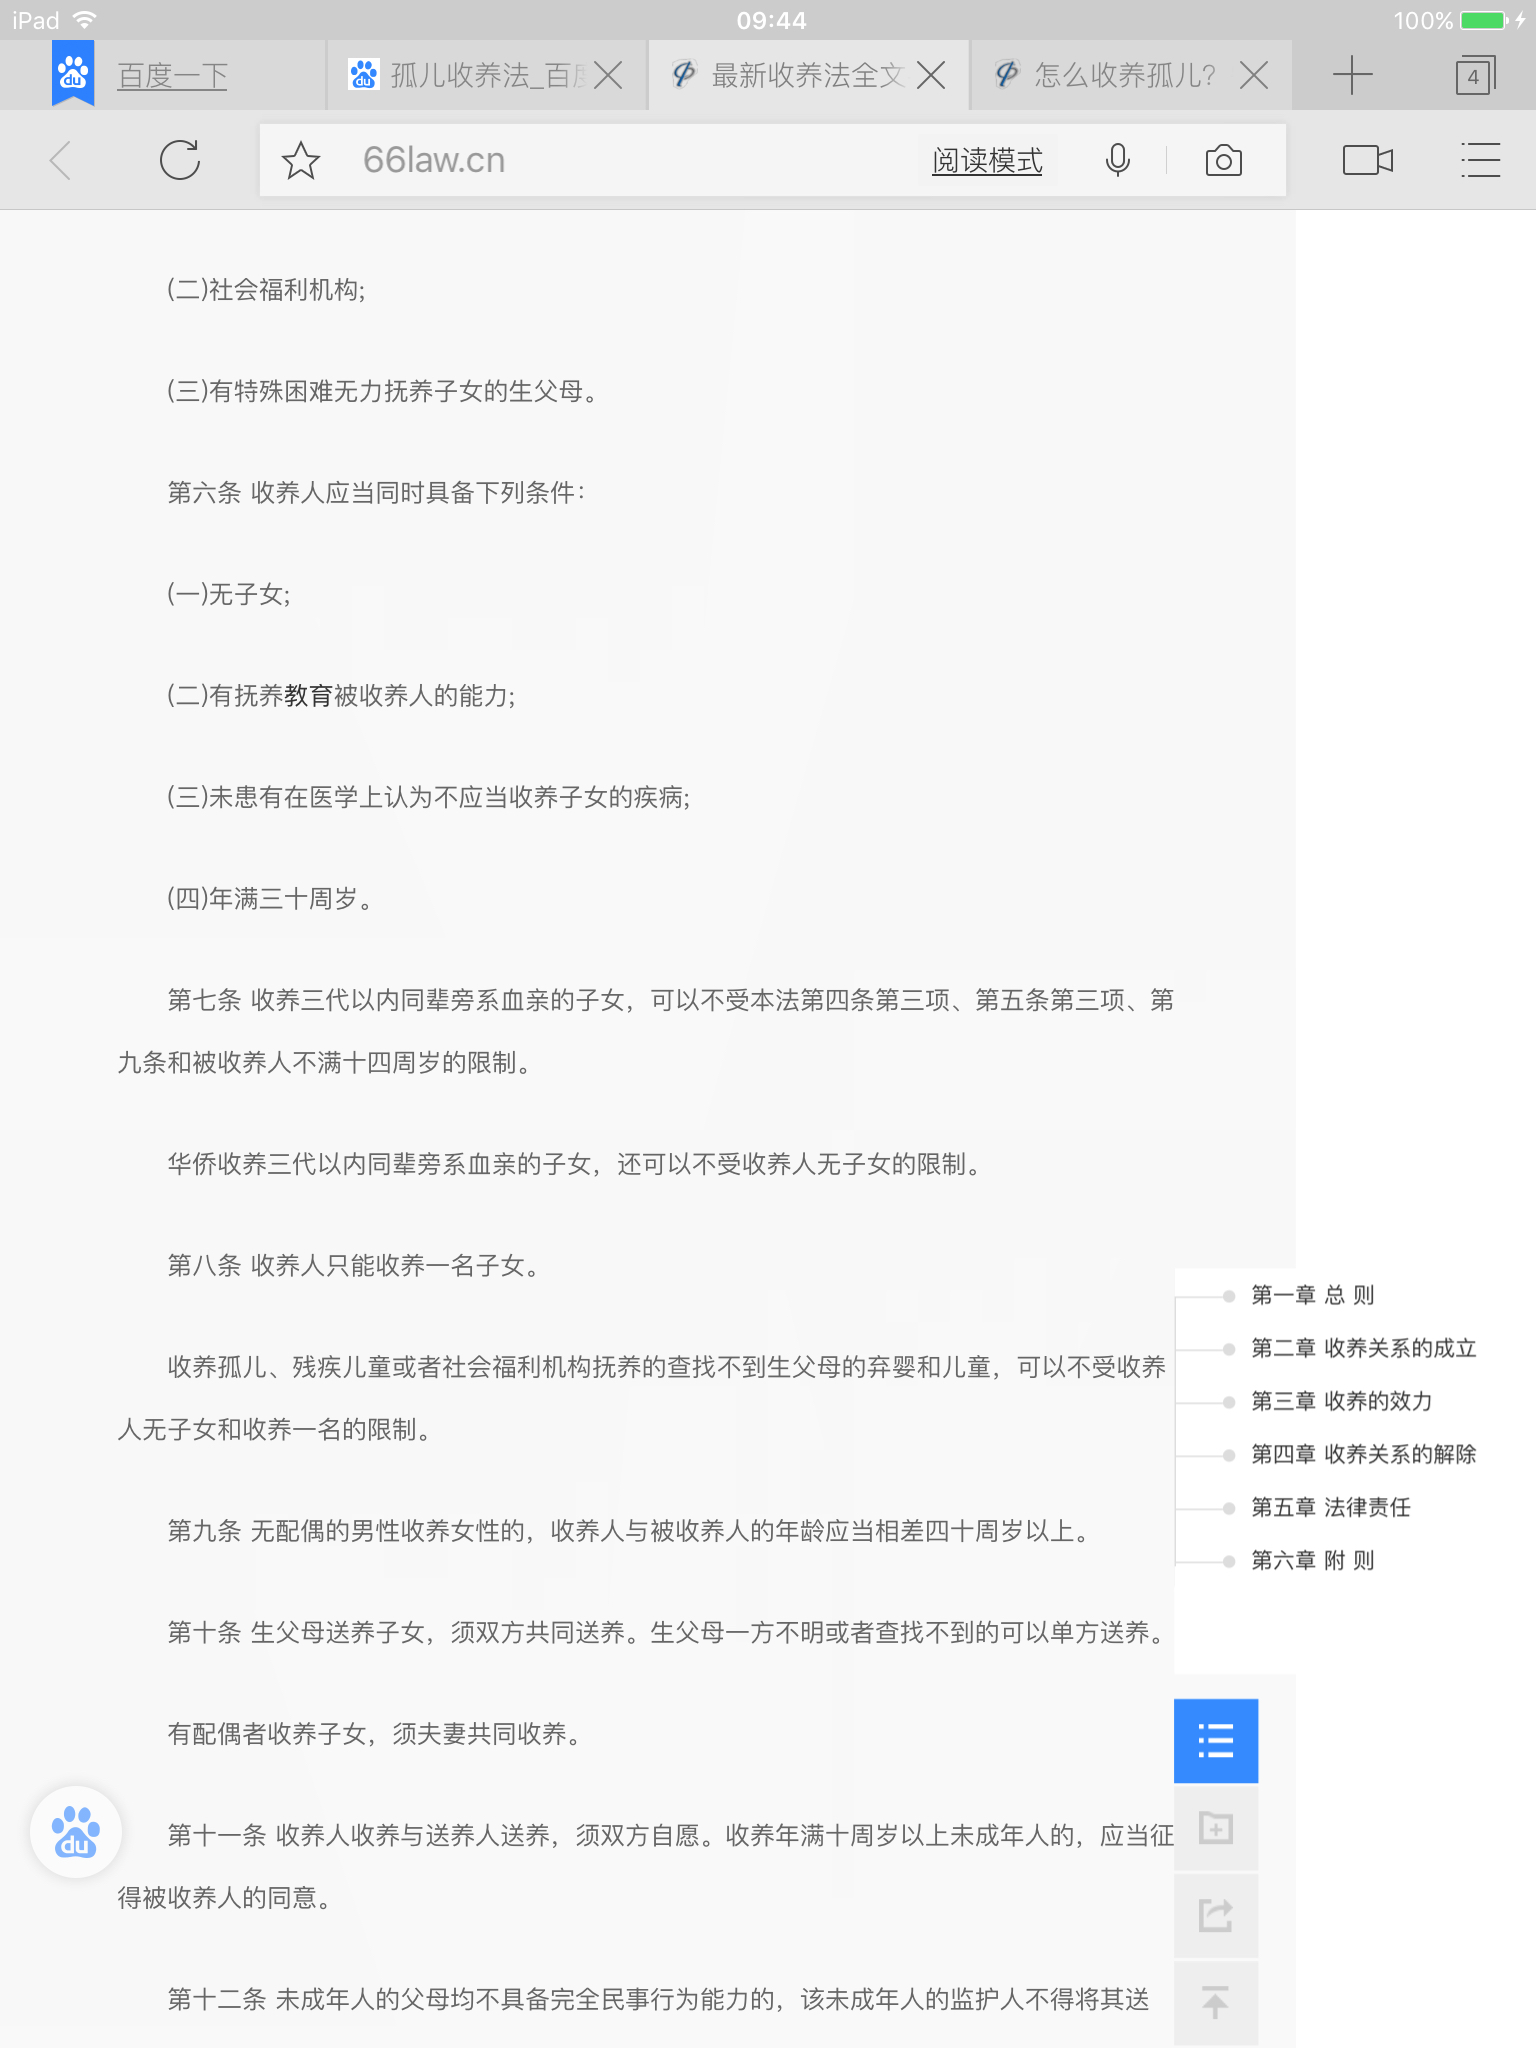 iPad 09:44 100%
百度一下 孤儿收养法_百度 最新收养法全文 怎么收养孤儿? 4
66law.cn 阅读模式
(二)社会福利机构;
(三)有特殊困难无力抚养子女的生父母。
第六条 收养人应当同时具备下列条件：
(一)无子女;
(二)有抚养教育被收养人的能力;
(三)未患有在医学上认为不应当收养子女的疾病;
(四)年满三十周岁。
第七条 收养三代以内同辈旁系血亲的子女，可以不受本法第四条第三项、第五条第三项、第
九条和被收养人不满十四周岁的限制。
华侨收养三代以内同辈旁系血亲的子女，还可以不受收养人无子女的限制。
第八条 收养人只能收养一名子女。
收养孤儿、残疾儿童或者社会福利机构抚养的查找不到生父母的弃婴和儿童，可以不受收养
人无子女和收养一名的限制。
第九条 无配偶的男性收养女性的，收养人与被收养人的年龄应当相差四十周岁以上。
第十条 生父母送养子女，须双方共同送养。生父母一方不明或者查找不到的可以单方送养。
有配偶者收养子女，须夫妻共同收养。
第十一条 收养人收养与送养人送养，须双方自愿。收养年满十周岁以上未成年人的，应当征
得被收养人的同意。
第十二条 未成年人的父母均不具备完全民事行为能力的，该未成年人的监护人不得将其送
第一章 总 则
第二章 收养关系的成立
第三章 收养的效力
第四章 收养关系的解除
第五章 法律责任
第六章 附 则
du